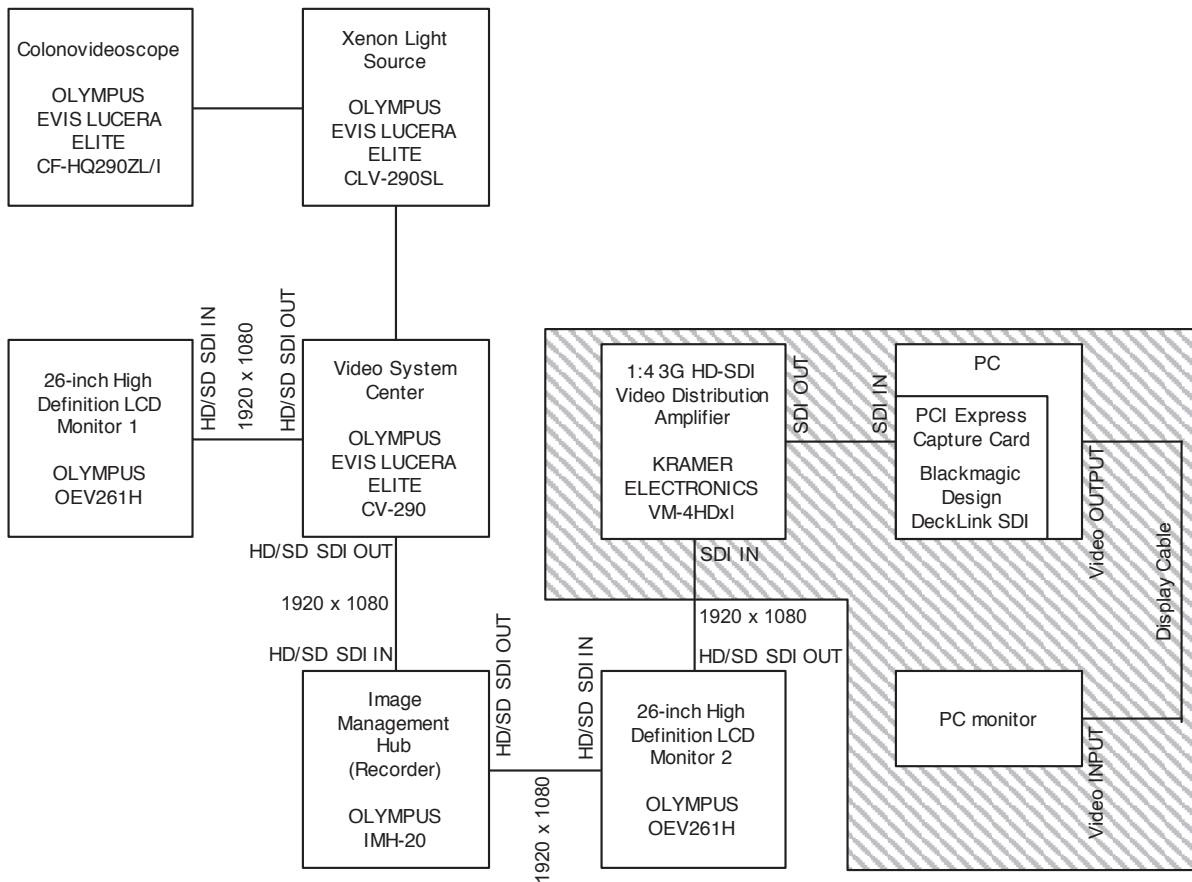 Colonovideoscope
OLYMPUS
EVIS LUCERA
ELITE
CF-HQ290ZL/I
Xenon Light
Source
OLYMPUS
EVIS LUCERA
ELITE
CLV-290SL
26-inch High
Definition LCD
Monitor 1
OLYMPUS
OEV261H
HD/SD SDI IN
1920 x 1080
HD/SD SDI OUT
Video System
Center
OLYMPUS
EVIS LUCERA
ELITE
CV-290
HD/SD SDI OUT
1920 x 1080
HD/SD SDI IN
Image
Management
Hub
(Recorder)
OLYMPUS
IMH-20
HD/SD SDI OUT
1920 x 1080
HD/SD SDI IN
26-inch High
Definition LCD
Monitor 2
OLYMPUS
OEV261H
HD/SD SDI OUT
1920 x 1080
SDI IN
1:4 3G HD-SDI
Video Distribution
Amplifier
KRAMER
ELECTRONICS
VM-4HDxl
SDI OUT
SDI IN
PC
PCI Express
Capture Card
Blackmagic
Design
DeckLink SDI
Video OUTPUT
Display Cable
Video INPUT
PC monitor